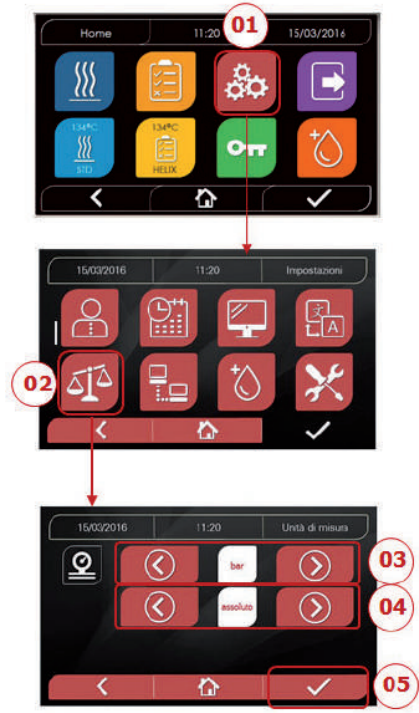 01
Home 11:20 15/03/2016
134°C 134°C
STD HELIX
15/03/2016 11:20 Impostazioni
文 A
02
15/03/2016 11:20 Unità di misura
bar 03
assoluto 04
05